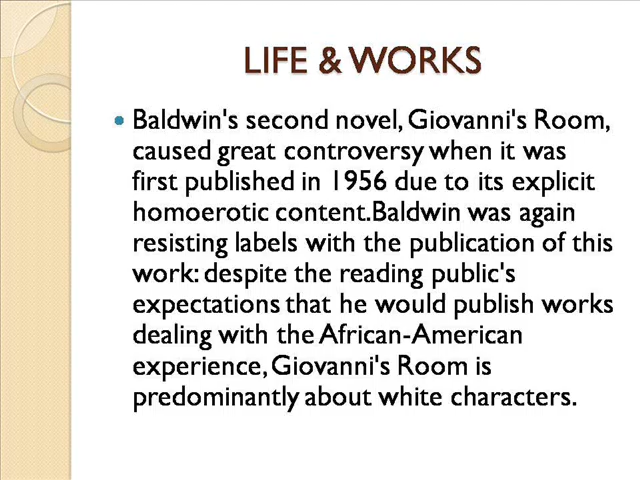 LIFE & WORKS
Baldwin's second novel, Giovanni's Room,
caused great controversy when it was
first published in 1956 due to its explicit
homoerotic content.Baldwin was again
resisting labels with the publication of this
work: despite the reading public's
expectations that he would publish works
dealing with the African-American
experience, Giovanni's Room is
predominantly about white characters.